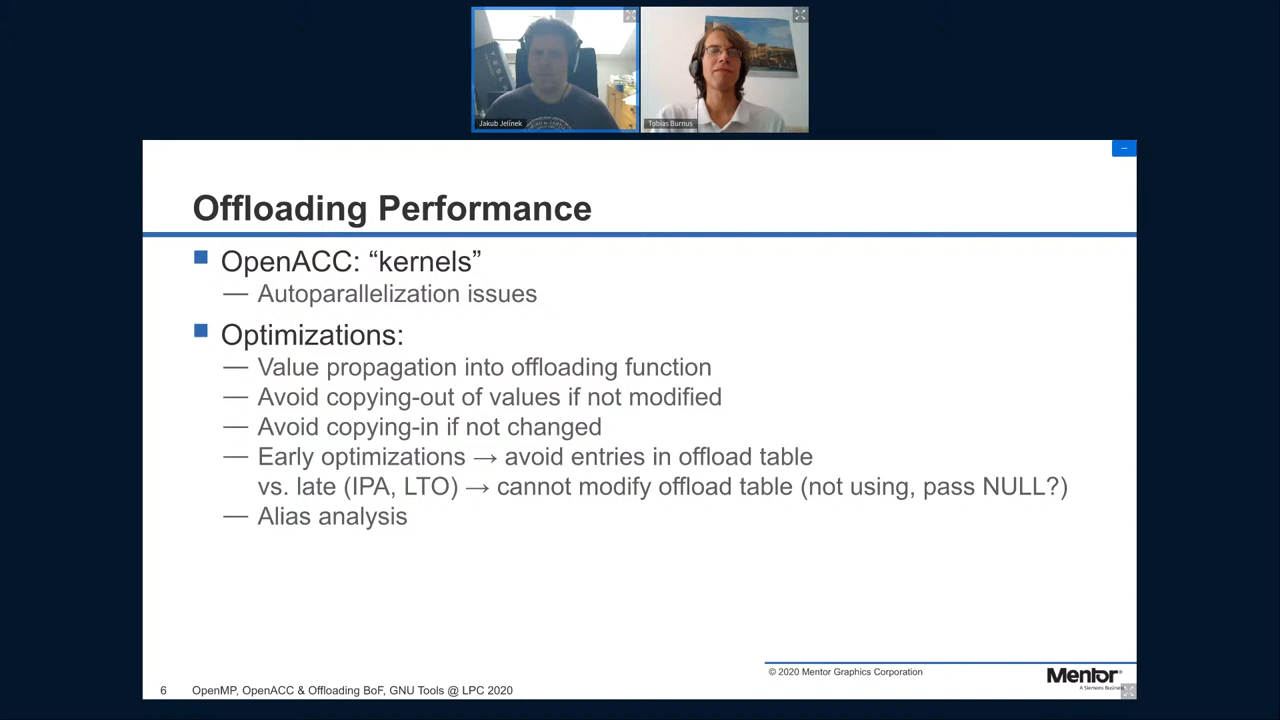 Jakub Jelínek
Tobias Burnus
Offloading Performance
OpenACC: “kernels”
— Autoparallelization issues
Optimizations:
— Value propagation into offloading function
— Avoid copying-out of values if not modified
— Avoid copying-in if not changed
— Early optimizations → avoid entries in offload table
vs. late (IPA, LTO) → cannot modify offload table (not using, pass NULL?)
— Alias analysis
© 2020 Mentor Graphics Corporation
Mentor®
A Siemens Business
6 OpenMP, OpenACC & Offloading BoF, GNU Tools @ LPC 2020